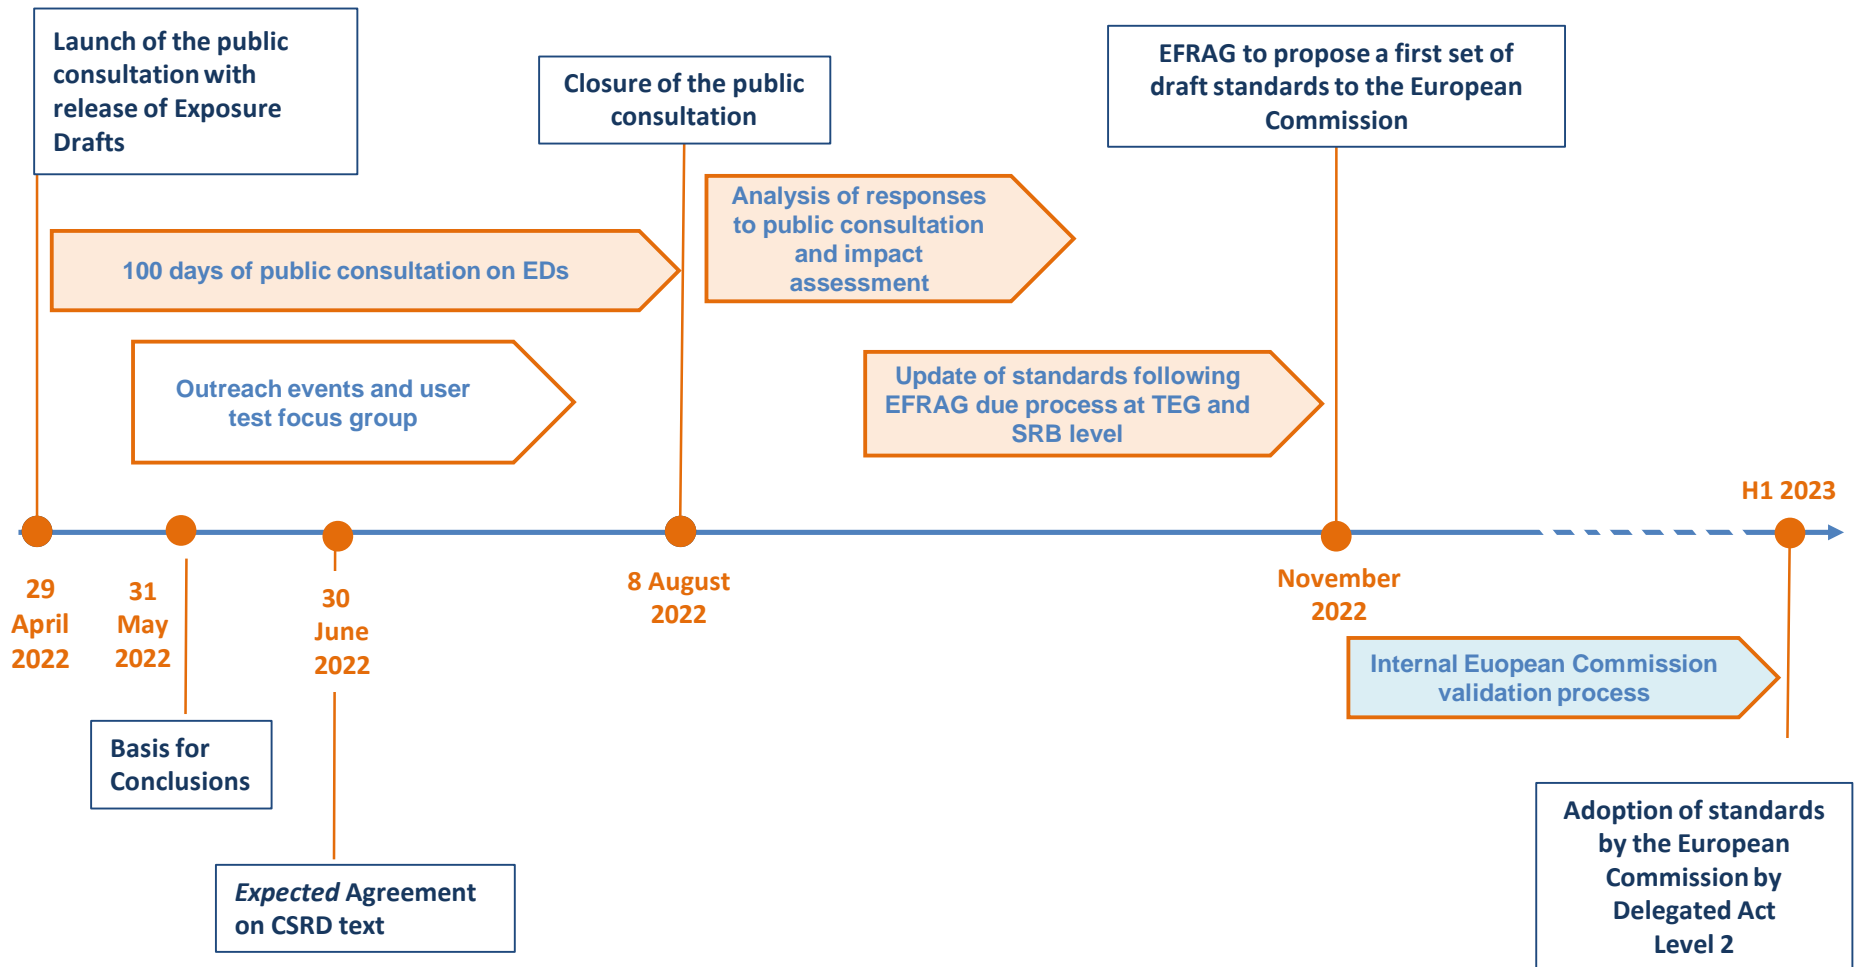 Launch of the public
consultation with
release of Exposure
Drafts
Closure of the public
consultation
EFRAG to propose a first set of
draft standards to the European
Commission
Analysis of responses
to public consultation
and impact
assessment
100 days of public consultation on EDs
Outreach events and user
test focus group
Update of standards following
EFRAG due process at TEG and
SRB level
H1 2023
29
April
2022
31
May
2022
30
June
2022
8 August
2022
November
2022
Internal Euopean Commission
validation process
Basis for
Conclusions
Expected Agreement
on CSRD text
Adoption of standards
by the European
Commission by
Delegated Act
Level 2